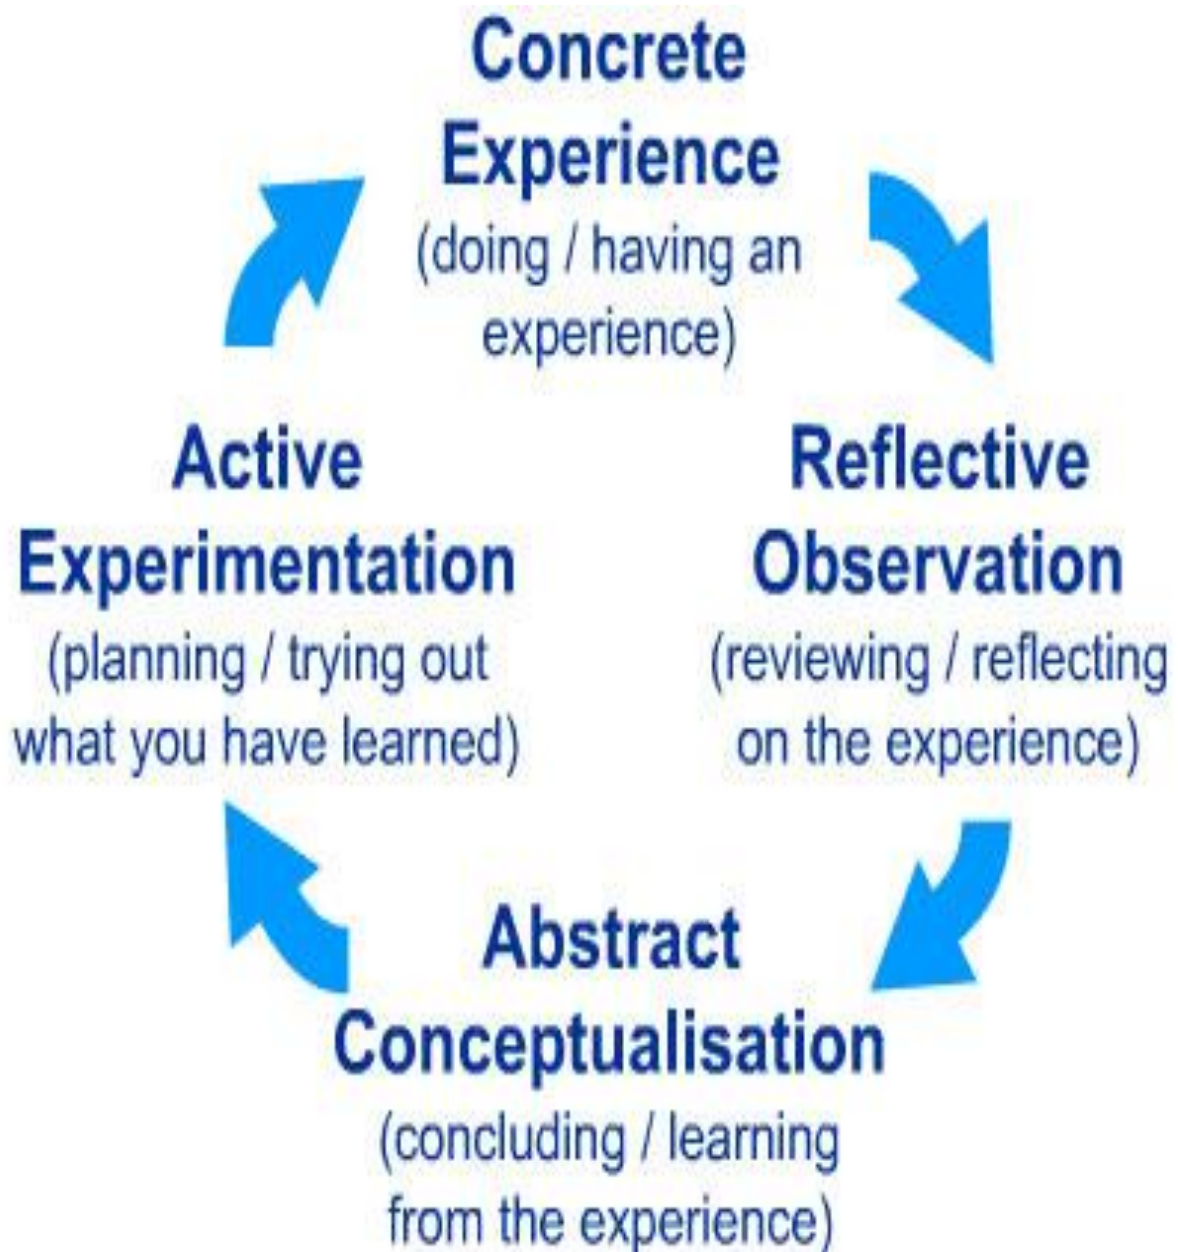 Concrete
Experience
(doing / having an
experience)
Reflective
Observation
(reviewing / reflecting
on the experience)
Abstract
Conceptualisation
(concluding / learning
from the experience)
Active
Experimentation
(planning / trying out
what you have learned)